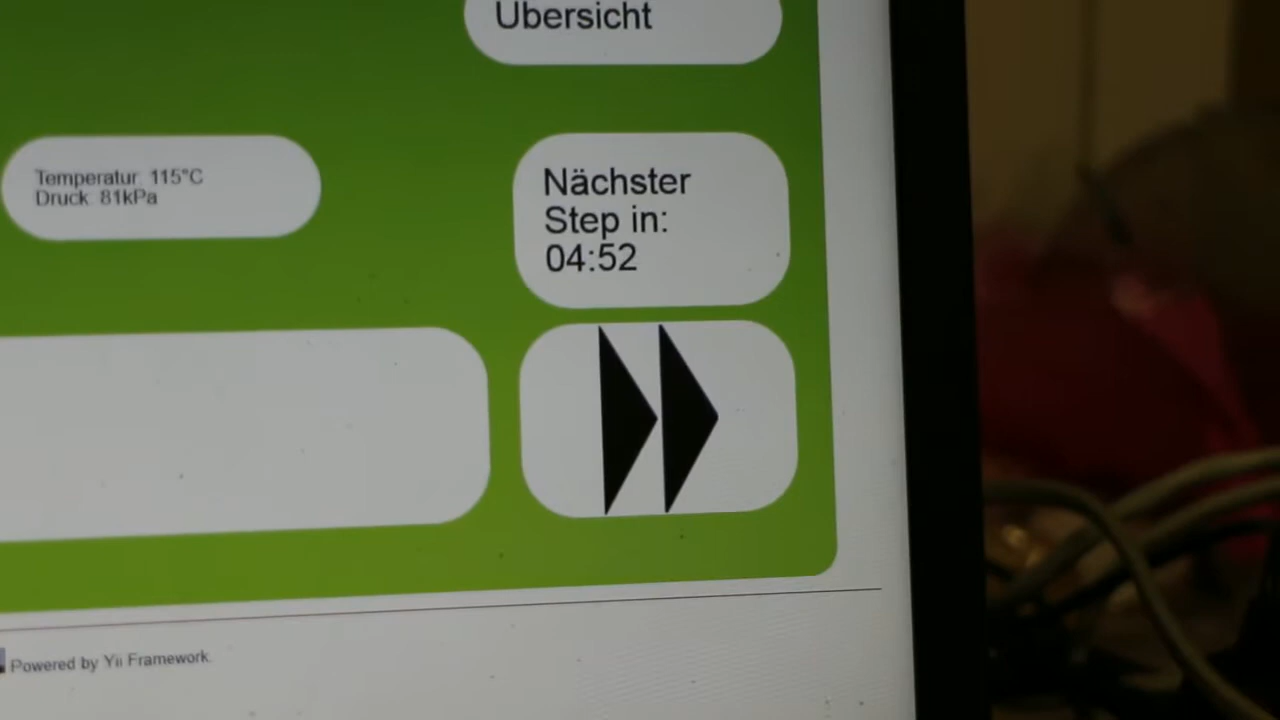 Übersicht
Temperatur: 115°C
Druck: 81kPa
Nächster
Step in:
04:52
Powered by Yii Framework.